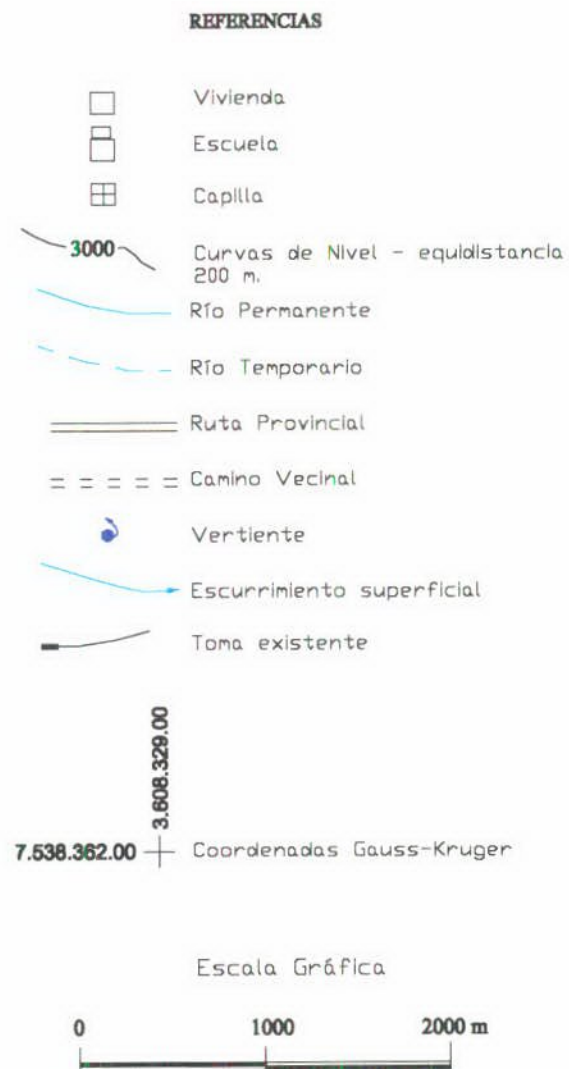 REFERENCIAS
Vivienda
Escuela
Capilla
3000
Curvas de Nivel - equidistancia
200 m.
Río Permanente
Río Temporario
Ruta Provincial
Camino Vecinal
Vertiente
Escurrimiento superficial
Toma existente
3.608.329.00
7.538.362.00
Coordenadas Gauss-Kruger
Escala Gráfica
0 1000 2000 m